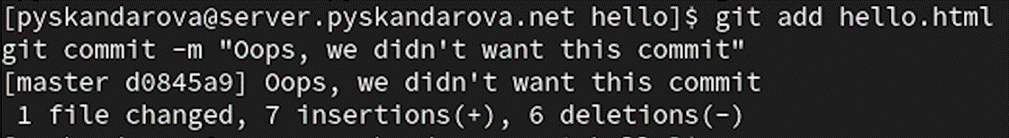 [pyskandarova@server.pyskandarova.net hello]$ git add hello.html
git commit -m "Oops, we didn't want this commit"
[master d0845a9] Oops, we didn't want this commit
 1 file changed, 7 insertions(+), 6 deletions(-)